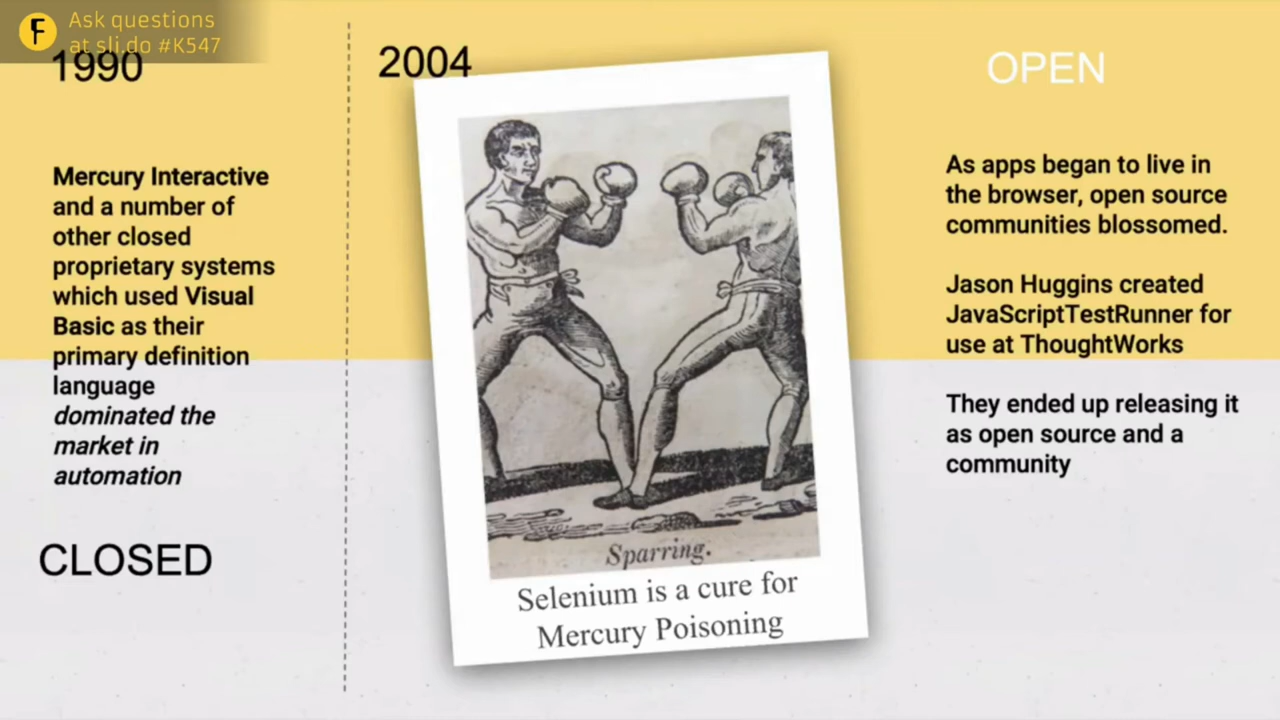 F
Ask questions
at sli.do #K547
1990
Mercury Interactive
and a number of
other closed
proprietary systems
which used Visual
Basic as their
primary definition
language
dominated the
market in
automation
CLOSED
2004
Sparring.
Selenium is a cure for
Mercury Poisoning
OPEN
As apps began to live in
the browser, open source
communities blossomed.
Jason Huggins created
JavaScriptTestRunner for
use at ThoughtWorks
They ended up releasing it
as open source and a
community